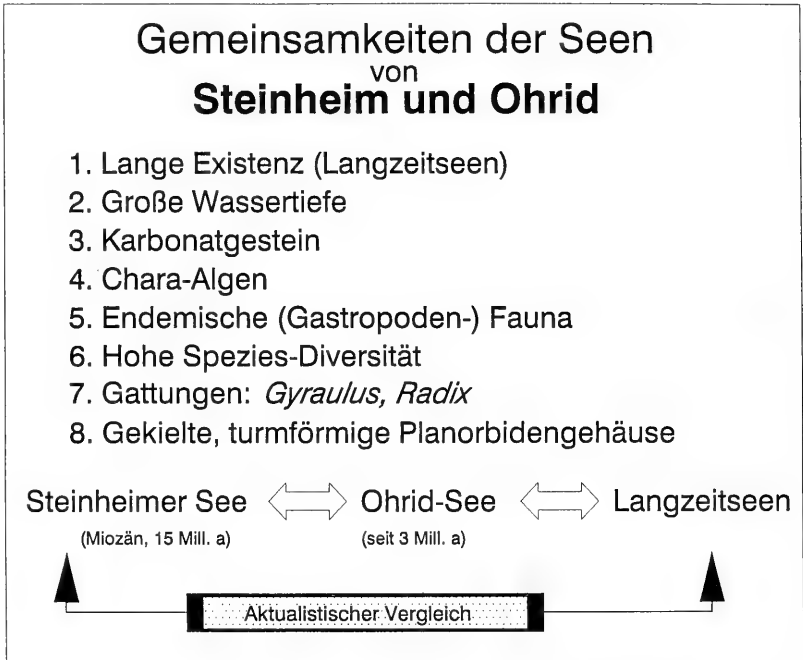 Gemeinsamkeiten der Seen
von
Steinheim und Ohrid
1. Lange Existenz (Langzeitseen)
2. Große Wassertiefe
3. Karbonatgestein
4. Chara-Algen
5. Endemische (Gastropoden-) Fauna
6. Hohe Spezies-Diversität
7. Gattungen: Gyraulus, Radix
8. Gekielte, turmförmige Planorbidengehäuse
Steinheimer See Ohrid-See Langzeitseen
(Miozän, 15 Mill. a) (seit 3 Mill. a)
Aktualistischer Vergleich